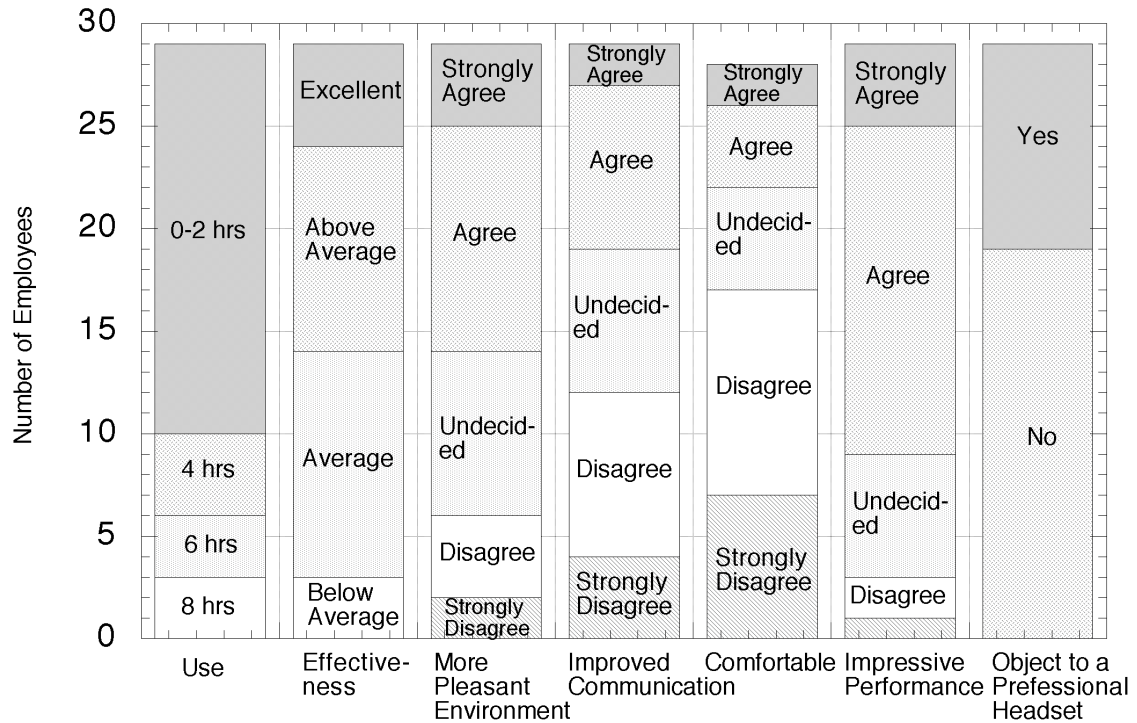 30
25
20
15
10
5
0
Number of Employees
0-2 hrs
4 hrs
6 hrs
8 hrs
Excellent
Above
Average
Average
Below
Average
Strongly
Agree
Agree
Undecid-
ed
Disagree
Strongly
Disagree
Strongly
Agree
Agree
Undecid-
ed
Disagree
Strongly
Disagree
Strongly
Agree
Agree
Undecid-
ed
Disagree
Strongly
Disagree
Strongly
Agree
Agree
Undecid-
ed
Disagree
Yes
No
Use
Effective-
ness
More
Pleasant
Environment
Improved
Communication
Comfortable
Impressive
Performance
Object to a
Prefessional
Headset